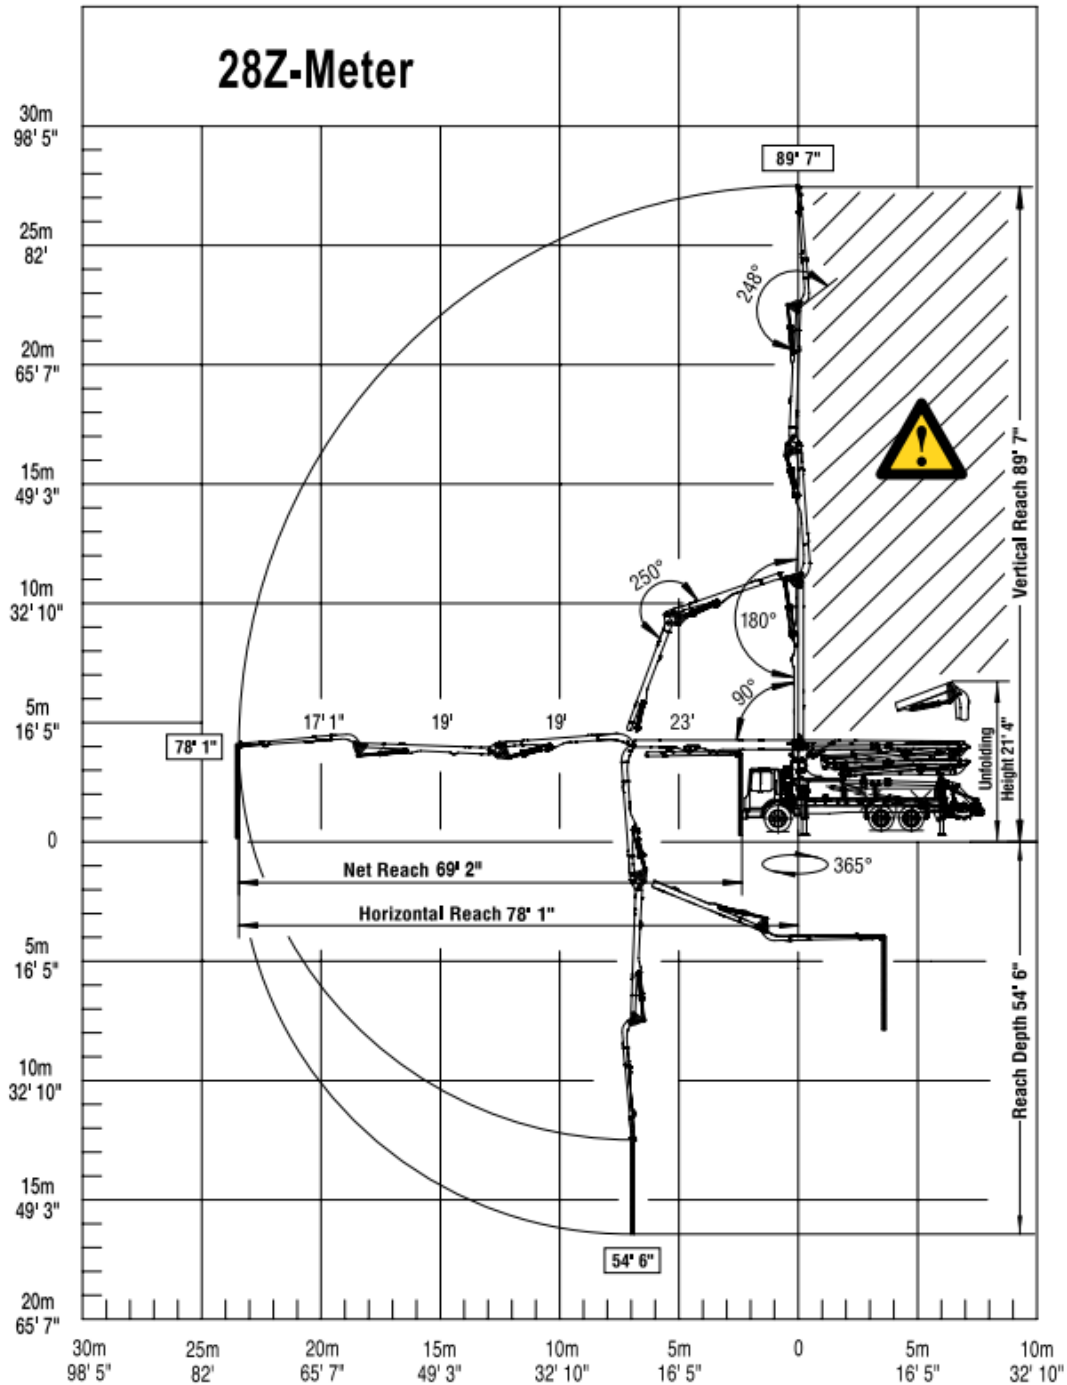 28Z-Meter
30m
98' 5"
89' 7"
25m
82'
248°
20m
65' 7"
15m
49' 3"
Vertical Reach 89' 7"
!
10m
32' 10"
250°
180°
90°
5m
16' 5"
17' 1"
19'
19'
23'
78' 1"
Unfolding
Height 21' 4"
0
Net Reach 69' 2"
365°
Horizontal Reach 78' 1"
5m
16' 5"
Reach Depth 54' 6"
10m
32' 10"
15m
49' 3"
54' 6"
20m
65' 7"
30m
98' 5"
25m
82'
20m
65' 7"
15m
49' 3"
10m
32' 10"
5m
16' 5"
0
5m
16' 5"
10m
32' 10"